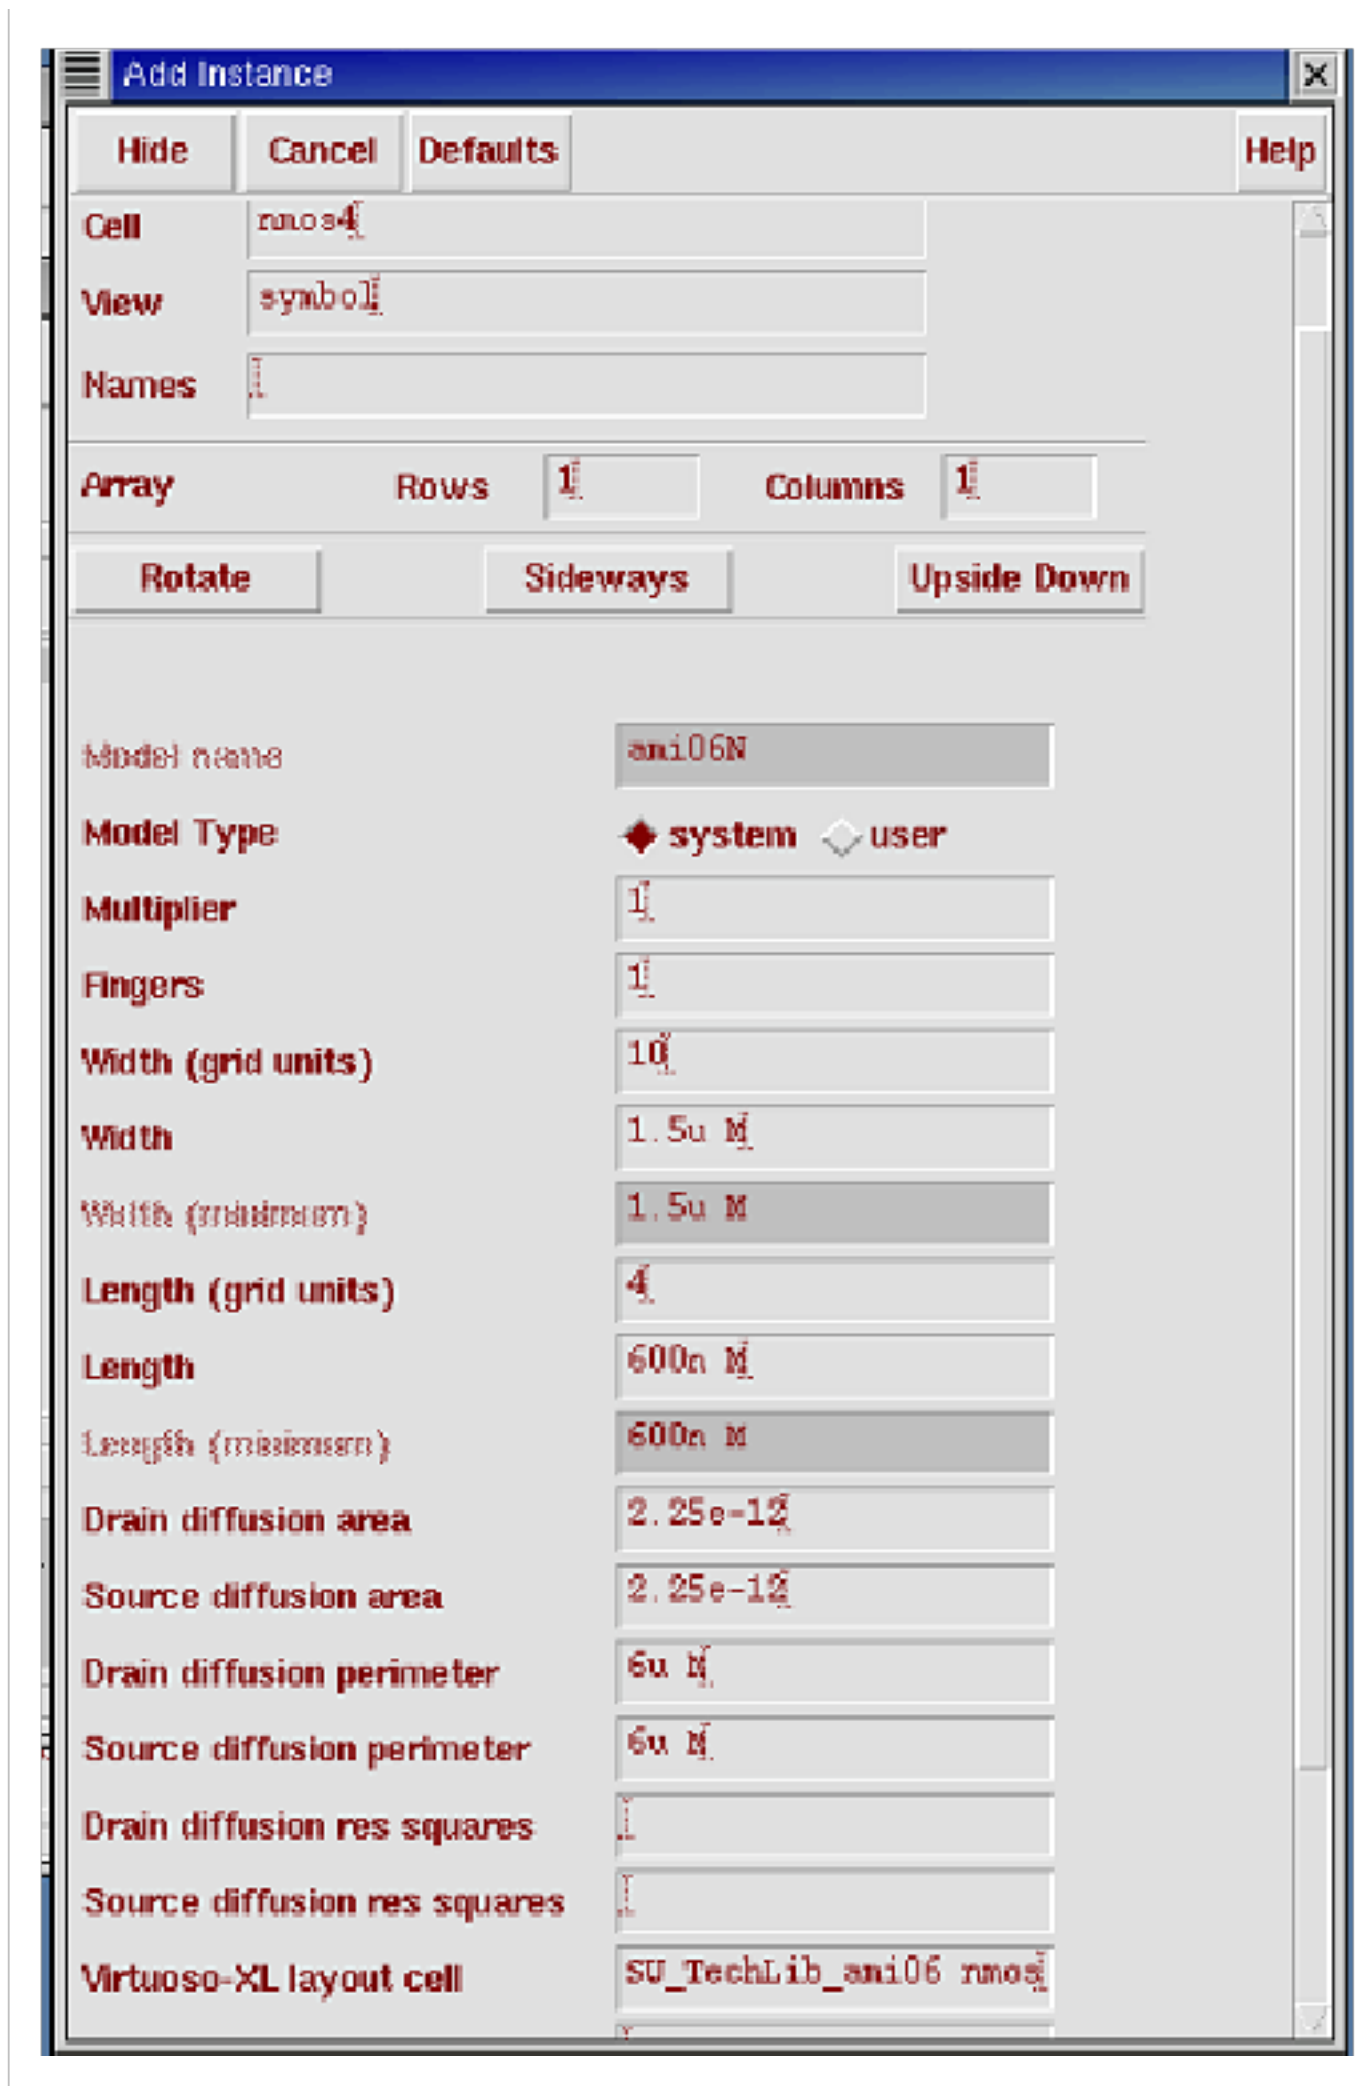 Add Instance
Hide Cancel Defaults Help
Cell nmos4
View symbol
Names
Array Rows 1 Columns 1
Rotate Sideways Upside Down
Model name ami06N
Model Type system user
Multiplier 1
Fingers 1
Width (grid units) 10
Width 1.5u M
Width (minimum) 1.5u M
Length (grid units) 4
Length 600n M
Length (minimum) 600n M
Drain diffusion area 2.25e-12
Source diffusion area 2.25e-12
Drain diffusion perimeter 6u M
Source diffusion perimeter 6u M
Drain diffusion res squares
Source diffusion res squares
Virtuoso-XL layout cell SU_TechLib_ami06 nmos